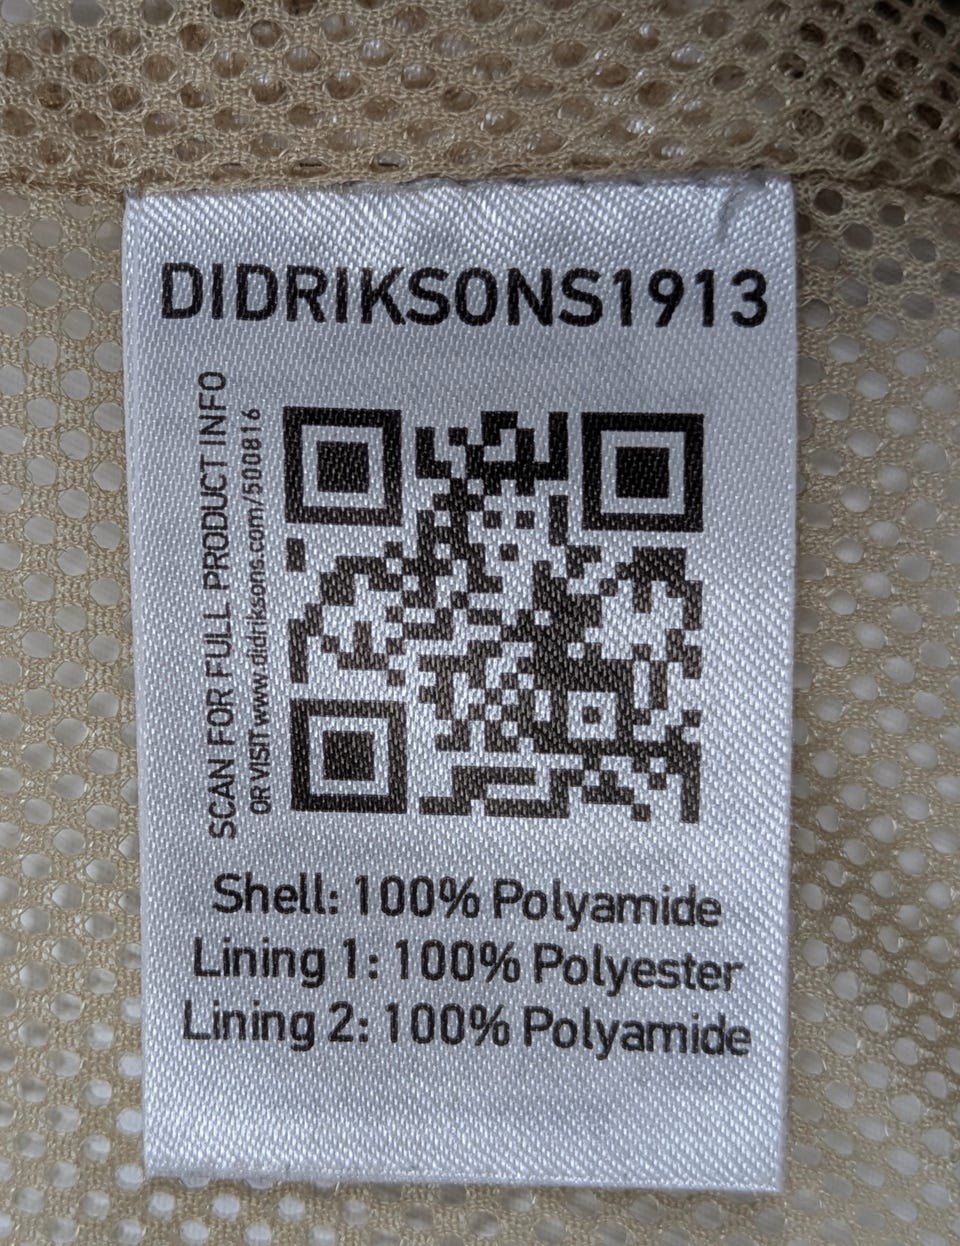 DIDRIKSONS1913
SCAN FOR FULL PRODUCT INFO
OR VISIT www.didriksons.com/500816
Shell: 100% Polyamide
Lining 1: 100% Polyester
Lining 2: 100% Polyamide